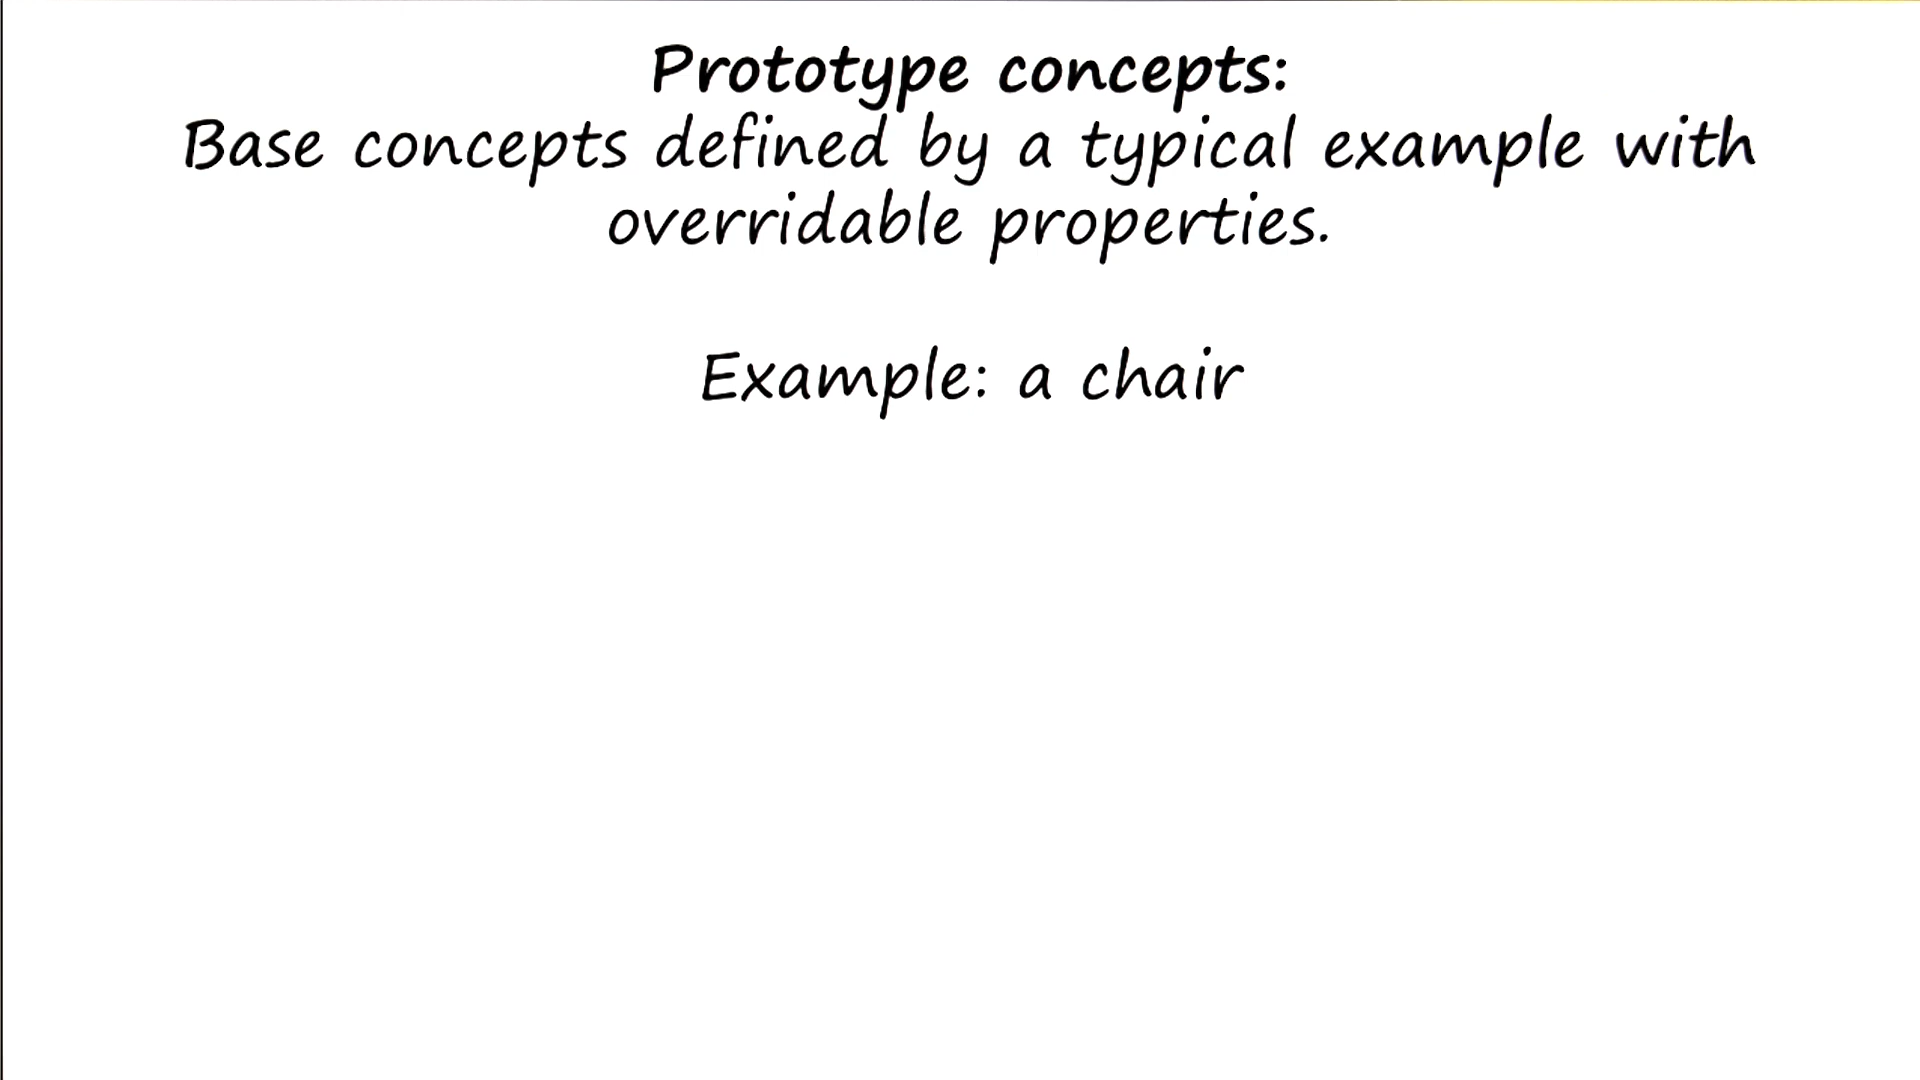 Prototype concepts:
Base concepts defined by a typical example with
overridable properties.
Example: a chair